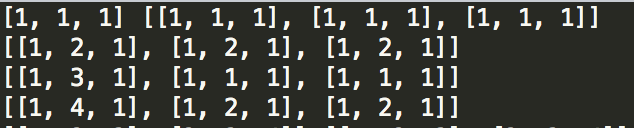 [1, 1, 1] [[1, 1, 1], [1, 1, 1], [1, 1, 1]]
[[1, 2, 1], [1, 2, 1], [1, 2, 1]]
[[1, 3, 1], [1, 1, 1], [1, 1, 1]]
[[1, 4, 1], [1, 2, 1], [1, 2, 1]]